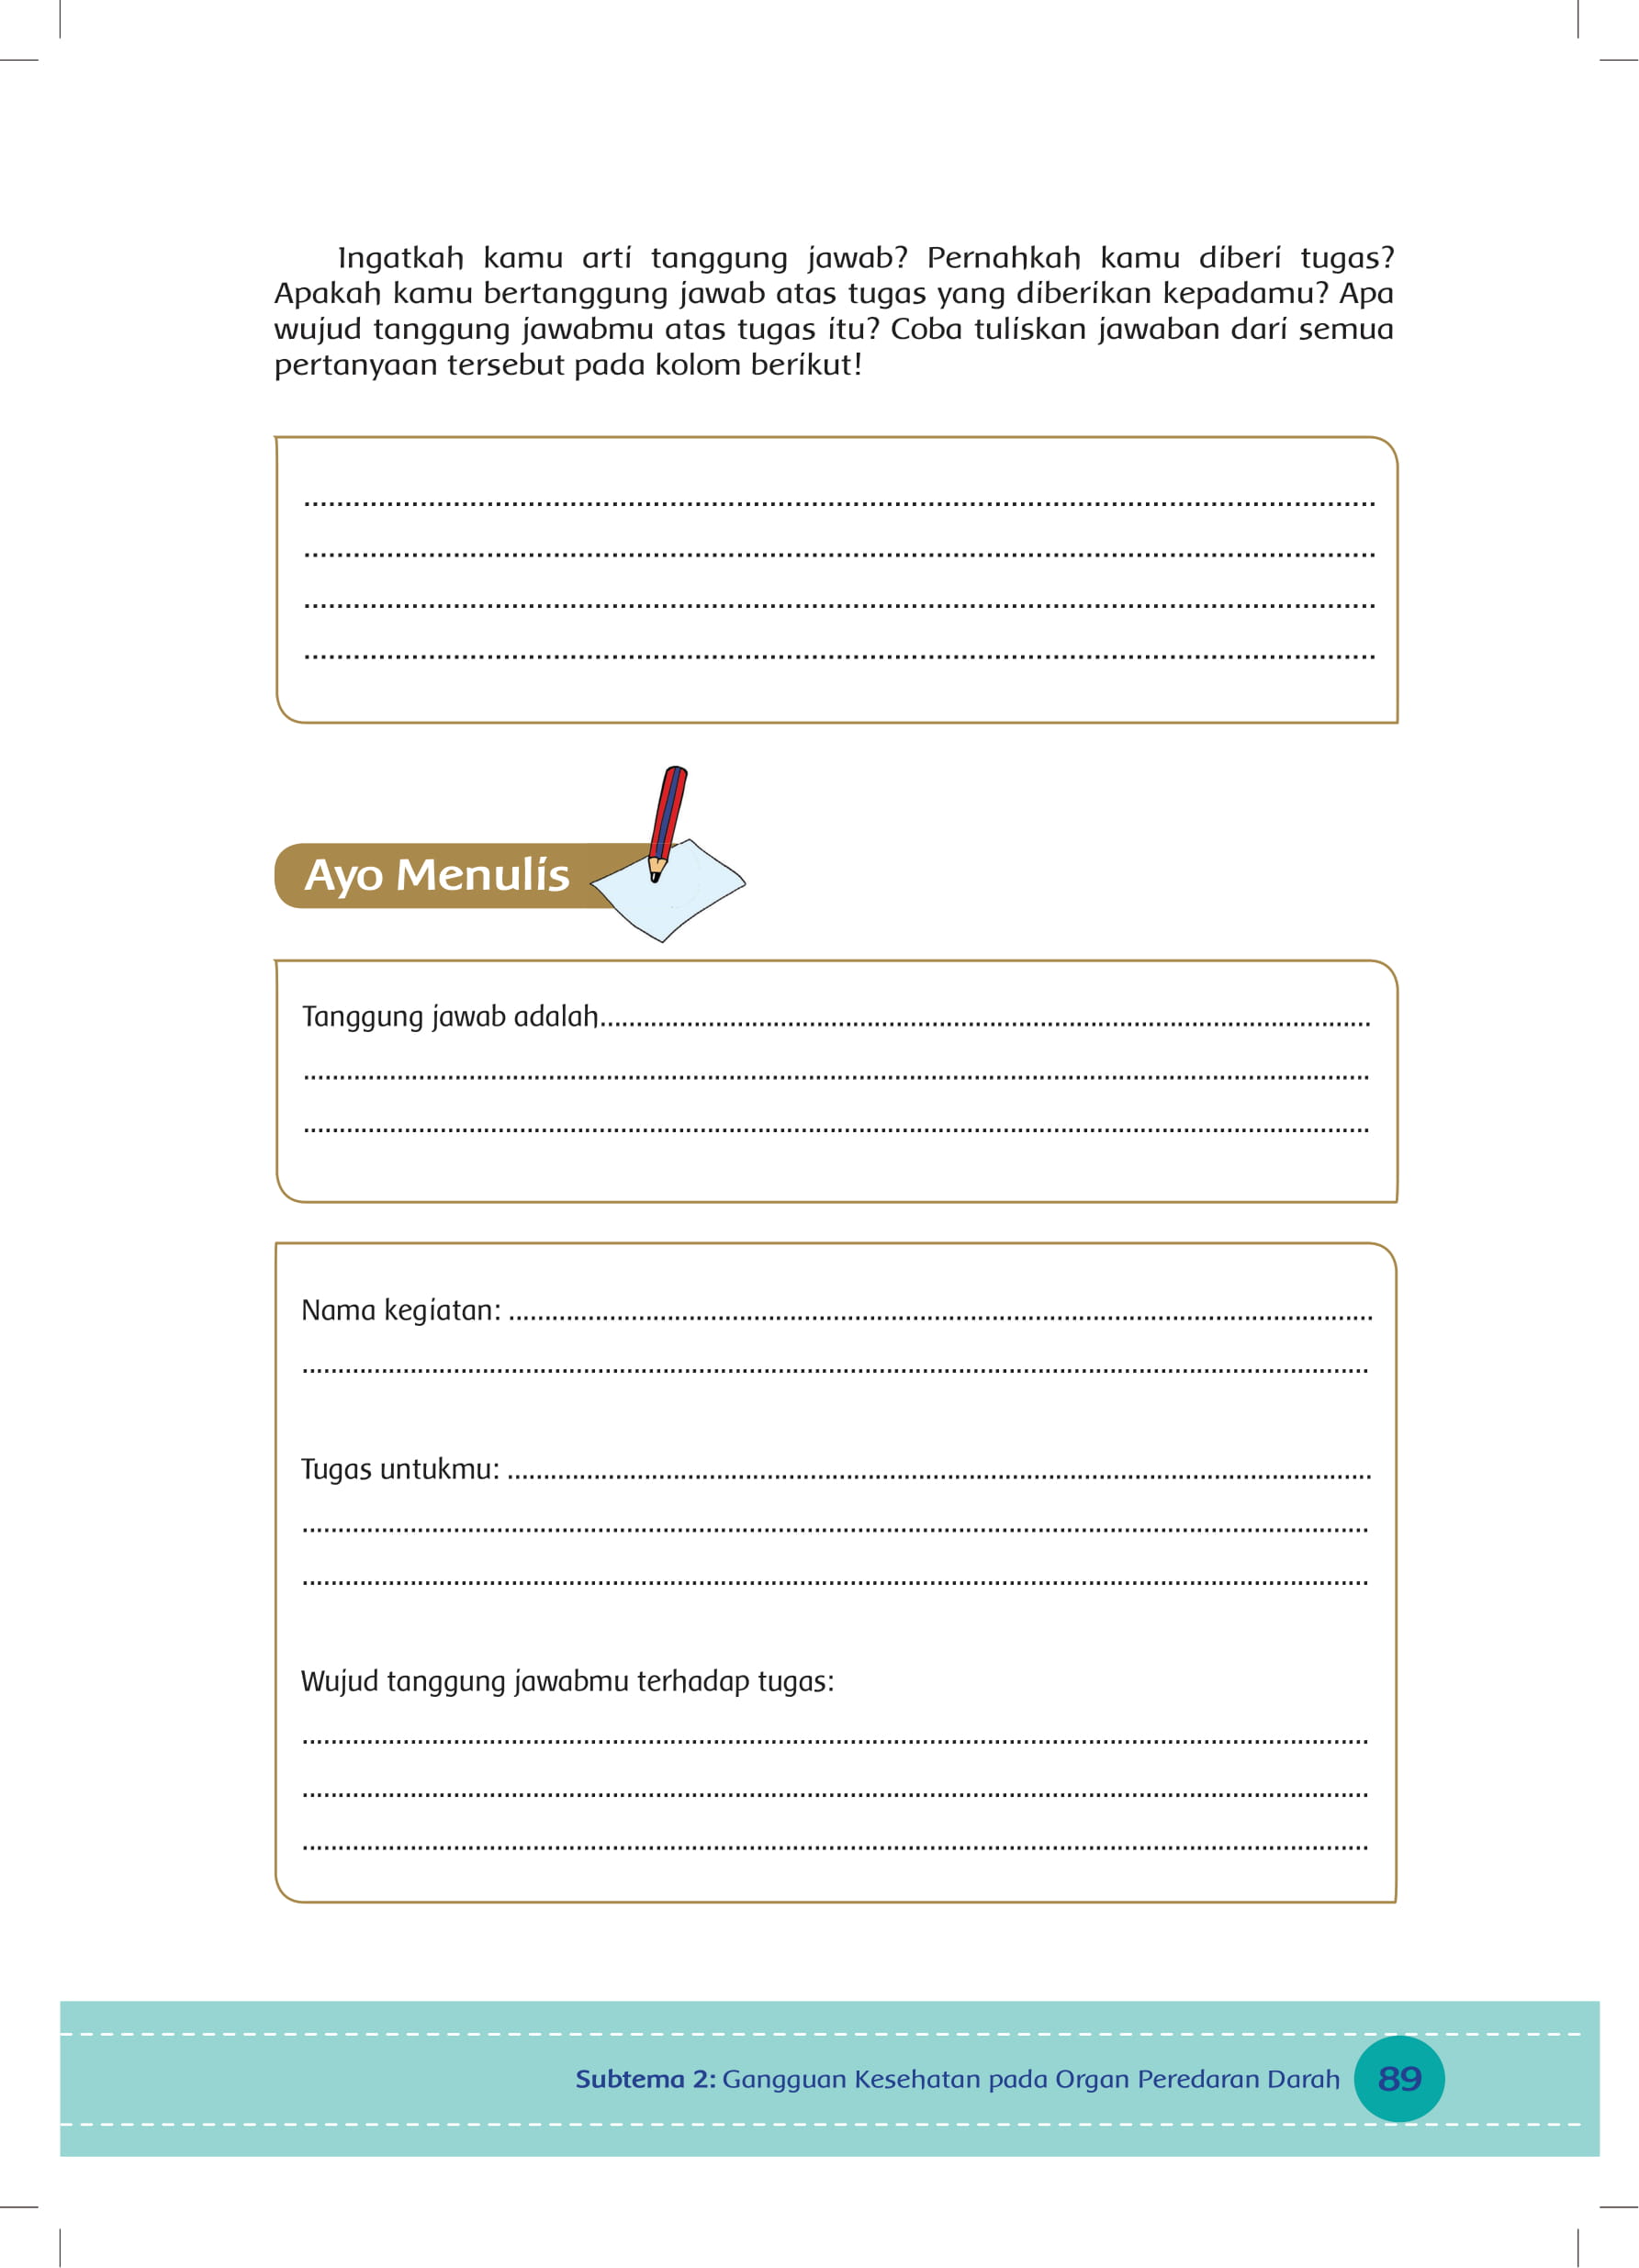 Ingatkah kamu arti tanggung jawab? Pernahkah kamu diberi tugas?
Apakah kamu bertanggung jawab atas tugas yang diberikan kepadamu? Apa
wujud tanggung jawabmu atas tugas itu? Coba tuliskan jawaban dari semua
pertanyaan tersebut pada kolom berikut!
Ayo Menulis
Tanggung jawab adalah
Nama kegiatan:
Tugas untukmu:
Wujud tanggung jawabmu terhadap tugas:
Subtema 2: Gangguan Kesehatan pada Organ Peredaran Darah 89